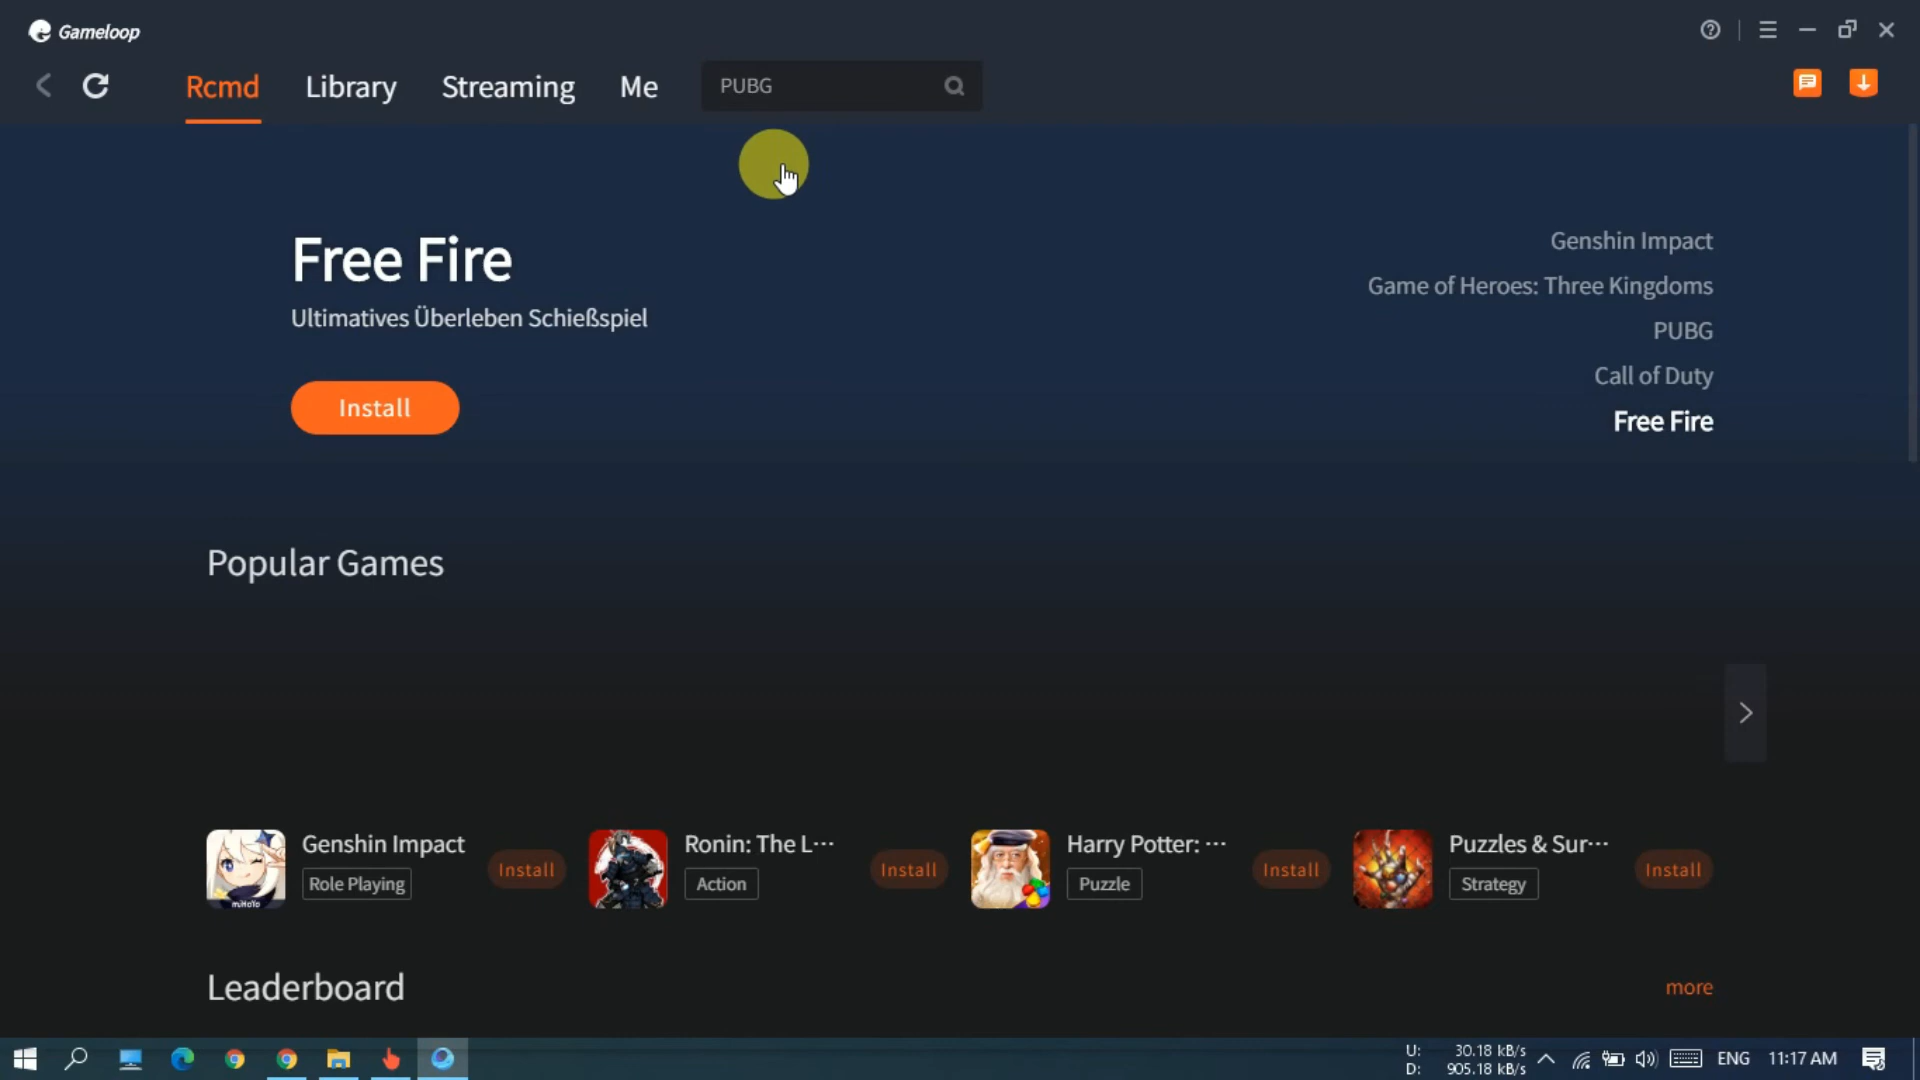 Gameloop
Rcmd Library Streaming Me PUBG
Free Fire
Ultimatives Überleben Schießspiel
Install
Genshin Impact
Game of Heroes: Three Kingdoms
PUBG
Call of Duty
Free Fire
Popular Games
Genshin Impact
Role Playing
Install
Ronin: The L···
Action
Install
Harry Potter: ···
Puzzle
Install
Puzzles & Sur···
Strategy
Install
miHoYo
Leaderboard
more
U: 30.18 kB/s
D: 905.18 kB/s
ENG 11:17 AM